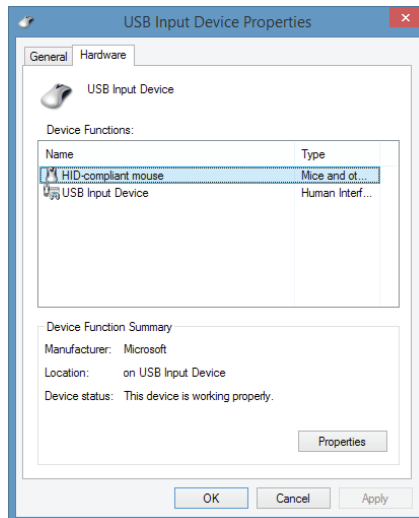 USB Input Device Properties
General Hardware
USB Input Device
Device Functions:
Name Type
HID-compliant mouse Mice and ot...
USB Input Device Human Interf...
Device Function Summary
Manufacturer: Microsoft
Location: on USB Input Device
Device status: This device is working properly.
Properties
OK Cancel Apply